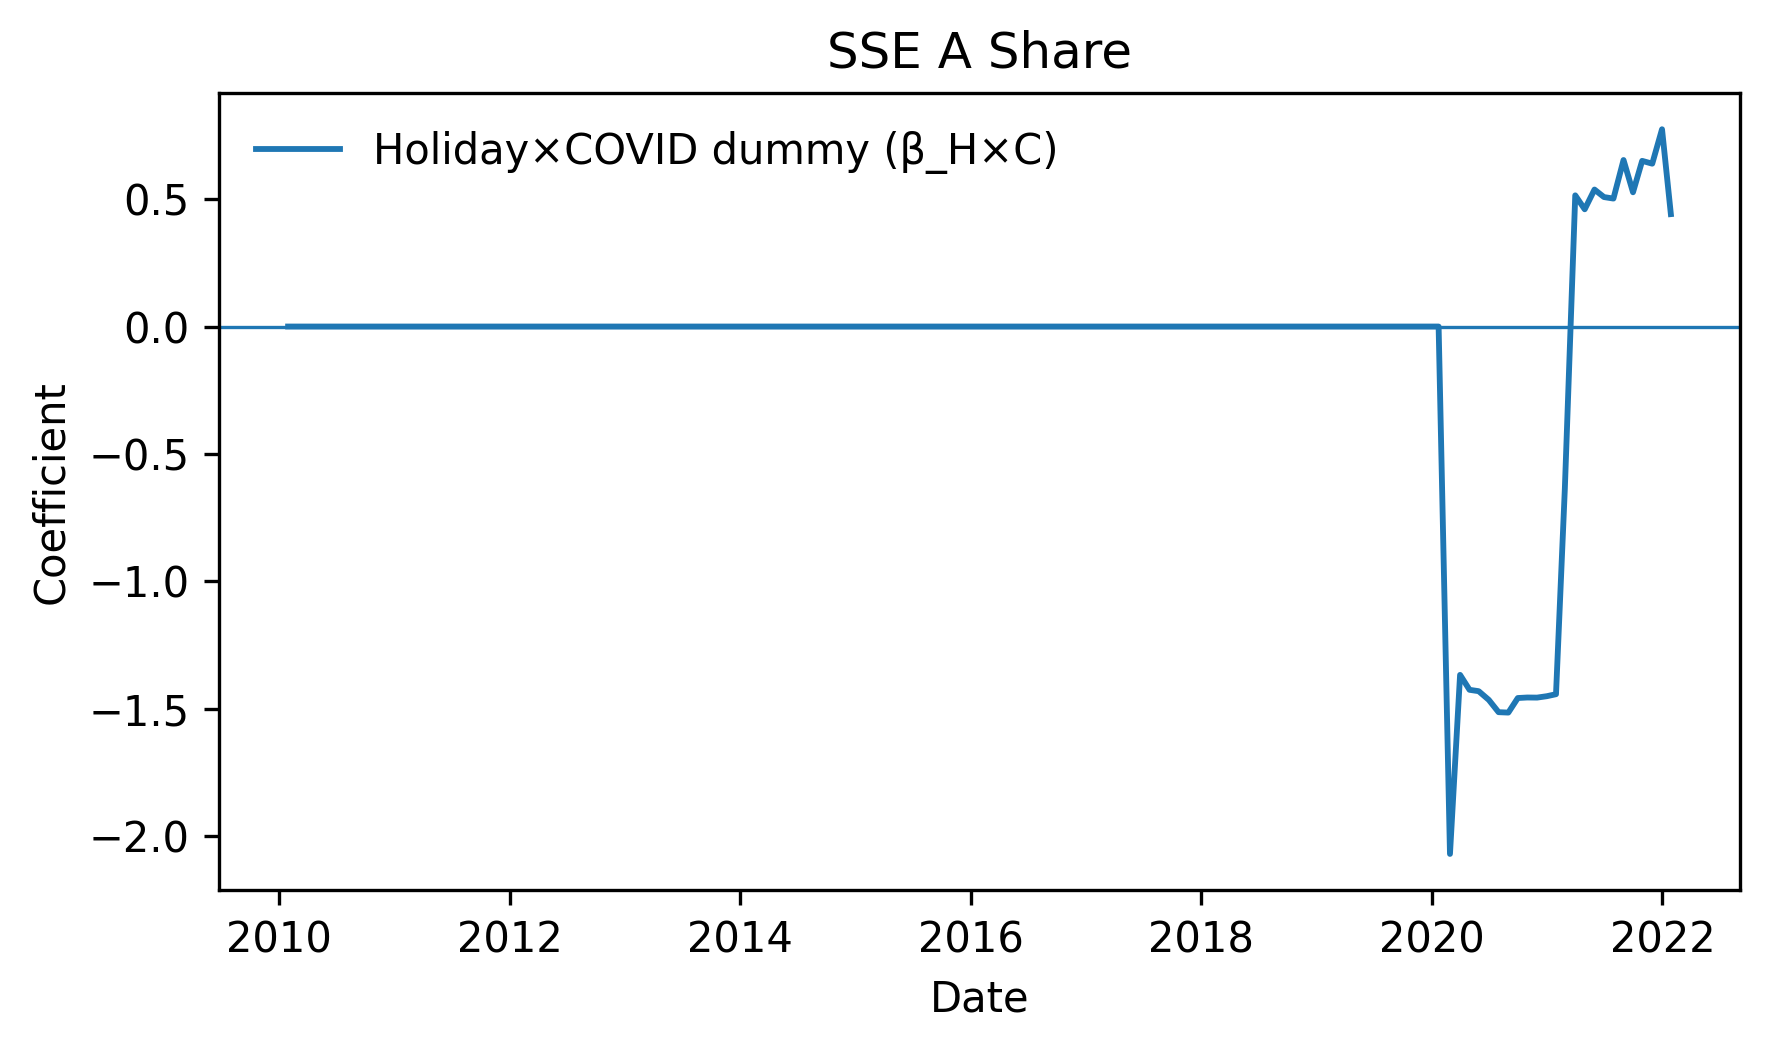 SSE A Share
Holiday×COVID dummy (β_H×C)
0.5
0.0
−0.5
−1.0
−1.5
−2.0
Coefficient
2010 2012 2014 2016 2018 2020 2022
Date